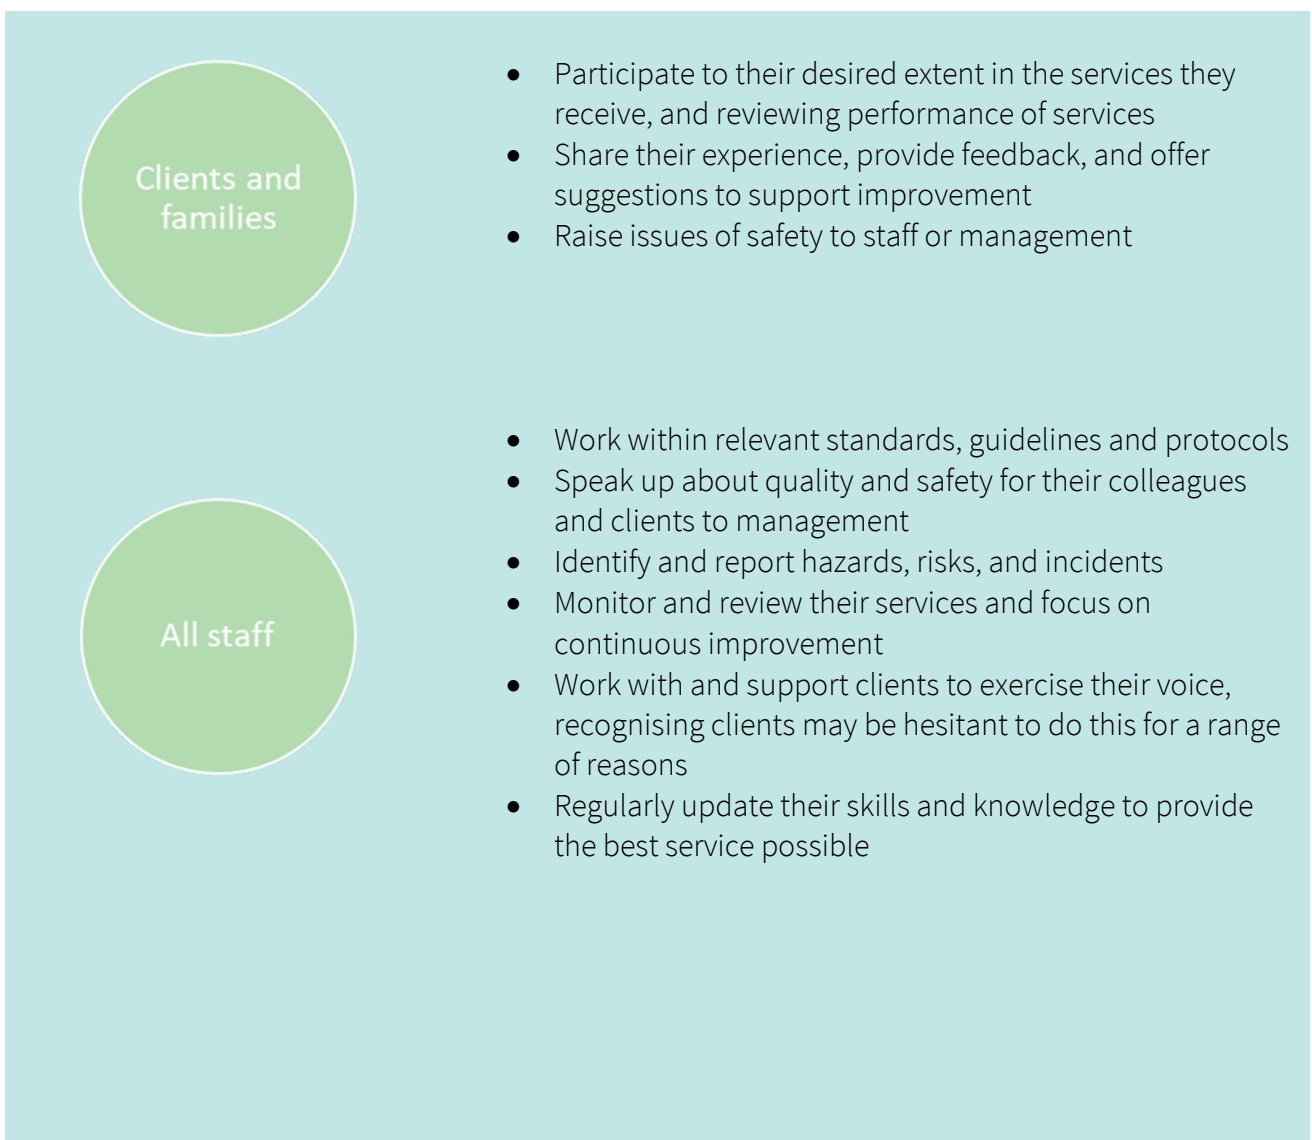 Clients and
families
• Participate to their desired extent in the services they
receive, and reviewing performance of services
• Share their experience, provide feedback, and offer
suggestions to support improvement
• Raise issues of safety to staff or management
All staff
• Work within relevant standards, guidelines and protocols
• Speak up about quality and safety for their colleagues
and clients to management
• Identify and report hazards, risks, and incidents
• Monitor and review their services and focus on
continuous improvement
• Work with and support clients to exercise their voice,
recognising clients may be hesitant to do this for a range
of reasons
• Regularly update their skills and knowledge to provide
the best service possible